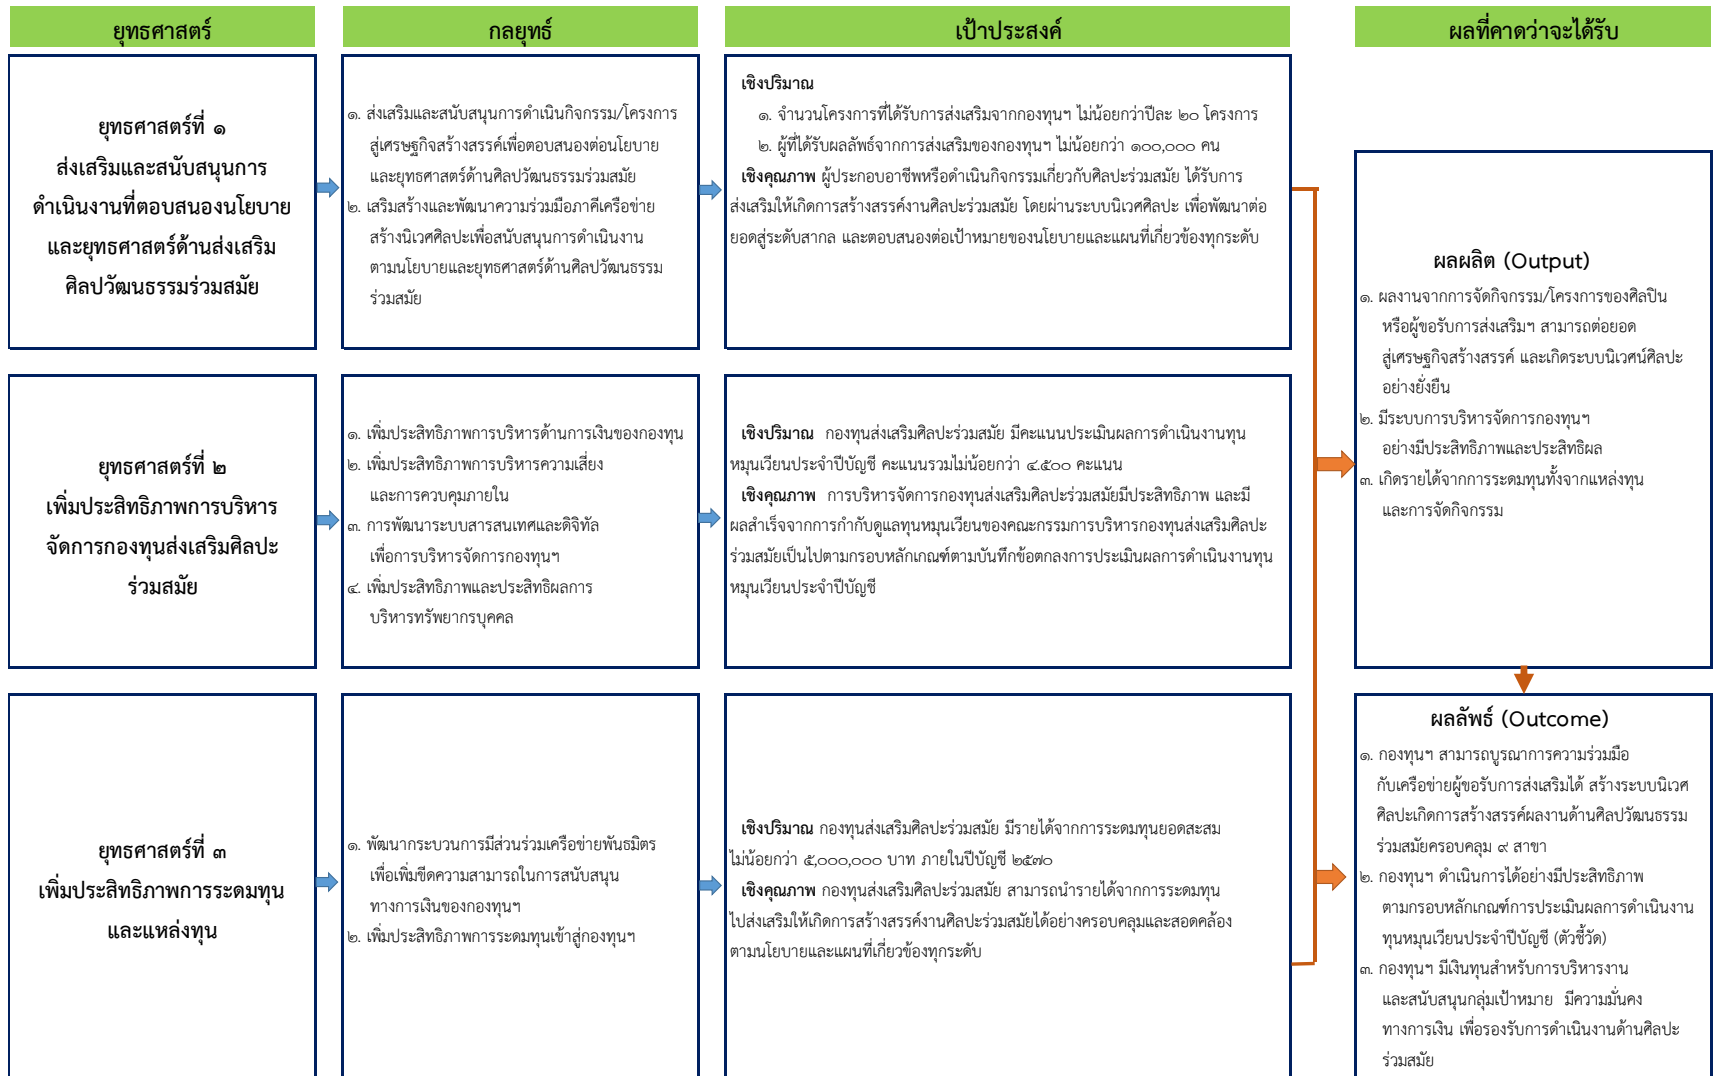 ยุทธศาสตร์
กลยุทธ์
เป้าประสงค์
ผลที่คาดว่าจะได้รับ
ยุทธศาสตร์ที่ ๑
ส่งเสริมและสนับสนุนการ
ดำเนินงานที่ตอบสนองนโยบาย
และยุทธศาสตร์ด้านส่งเสริม
ศิลปวัฒนธรรมร่วมสมัย
๑. ส่งเสริมและสนับสนุนการดำเนินกิจกรรม/โครงการ
สู่เศรษฐกิจสร้างสรรค์เพื่อตอบสนองต่อนโยบาย
และยุทธศาสตร์ด้านศิลปวัฒนธรรมร่วมสมัย
๒. เสริมสร้างและพัฒนาความร่วมมือภาคีเครือข่าย
สร้างนิเวศศิลปะเพื่อสนับสนุนการดำเนินงาน
ตามนโยบายและยุทธศาสตร์ด้านศิลปวัฒนธรรม
ร่วมสมัย
เชิงปริมาณ
๑. จำนวนโครงการที่ได้รับการส่งเสริมจากกองทุนฯ ไม่น้อยกว่าปีละ ๒๐ โครงการ
๒. ผู้ที่ได้รับผลลัพธ์จากการส่งเสริมของกองทุนฯ ไม่น้อยกว่า ๑๐๐,๐๐๐ คน
เชิงคุณภาพ ผู้ประกอบอาชีพหรือดำเนินกิจกรรมเกี่ยวกับศิลปะร่วมสมัย ได้รับการ
ส่งเสริมให้เกิดการสร้างสรรค์งานศิลปะร่วมสมัย โดยผ่านระบบนิเวศศิลปะ เพื่อพัฒนาต่อ
ยอดสู่ระดับสากล และตอบสนองต่อเป้าหมายของนโยบายและแผนที่เกี่ยวข้องทุกระดับ
ยุทธศาสตร์ที่ ๒
เพิ่มประสิทธิภาพการบริหาร
จัดการกองทุนส่งเสริมศิลปะ
ร่วมสมัย
๑. เพิ่มประสิทธิภาพการบริหารด้านการเงินของกองทุน
๒. เพิ่มประสิทธิภาพการบริหารความเสี่ยง
และการควบคุมภายใน
๓. การพัฒนาระบบสารสนเทศและดิจิทัล
เพื่อการบริหารจัดการกองทุนฯ
๔. เพิ่มประสิทธิภาพและประสิทธิผลการ
บริหารทรัพยากรบุคคล
เชิงปริมาณ กองทุนส่งเสริมศิลปะร่วมสมัย มีคะแนนประเมินผลการดำเนินงานทุน
หมุนเวียนประจำปีบัญชี คะแนนรวมไม่น้อยกว่า ๔.๕๐๐ คะแนน
เชิงคุณภาพ การบริหารจัดการกองทุนส่งเสริมศิลปะร่วมสมัยมีประสิทธิภาพ และมี
ผลสำเร็จจากการกำกับดูแลทุนหมุนเวียนของคณะกรรมการบริหารกองทุนส่งเสริมศิลปะ
ร่วมสมัยเป็นไปตามกรอบหลักเกณฑ์ตามบันทึกข้อตกลงการประเมินผลการดำเนินงานทุน
หมุนเวียนประจำปีบัญชี
ยุทธศาสตร์ที่ ๓
เพิ่มประสิทธิภาพการระดมทุน
และแหล่งทุน
๑. พัฒนากระบวนการมีส่วนร่วมเครือข่ายพันธมิตร
เพื่อเพิ่มขีดความสามารถในการสนับสนุน
ทางการเงินของกองทุนฯ
๒. เพิ่มประสิทธิภาพการระดมทุนเข้าสู่กองทุนฯ
เชิงปริมาณ กองทุนส่งเสริมศิลปะร่วมสมัย มีรายได้จากการระดมทุนยอดสะสม
ไม่น้อยกว่า ๕,๐๐๐,๐๐๐ บาท ภายในปีบัญชี ๒๕๗๐
เชิงคุณภาพ กองทุนส่งเสริมศิลปะร่วมสมัย สามารถนำรายได้จากการระดมทุน
ไปส่งเสริมให้เกิดการสร้างสรรค์งานศิลปะร่วมสมัยได้อย่างครอบคลุมและสอดคล้อง
ตามนโยบายและแผนที่เกี่ยวข้องทุกระดับ
ผลผลิต (Output)
๑. ผลงานจากการจัดกิจกรรม/โครงการของศิลปิน
หรือผู้ขอรับการส่งเสริมฯ สามารถต่อยอด
สู่เศรษฐกิจสร้างสรรค์ และเกิดระบบนิเวศน์ศิลปะ
อย่างยั่งยืน
๒. มีระบบการบริหารจัดการกองทุนฯ
อย่างมีประสิทธิภาพและประสิทธิผล
๓. เกิดรายได้จากการระดมทุนทั้งจากแหล่งทุน
และการจัดกิจกรรม
ผลลัพธ์ (Outcome)
๑. กองทุนฯ สามารถบูรณาการความร่วมมือ
กับเครือข่ายผู้ขอรับการส่งเสริมได้ สร้างระบบนิเวศ
ศิลปะเกิดการสร้างสรรค์ผลงานด้านศิลปวัฒนธรรม
ร่วมสมัยครอบคลุม ๙ สาขา
๒. กองทุนฯ ดำเนินการได้อย่างมีประสิทธิภาพ
ตามกรอบหลักเกณฑ์การประเมินผลการดำเนินงาน
ทุนหมุนเวียนประจำปีบัญชี (ตัวชี้วัด)
๓. กองทุนฯ มีเงินทุนสำหรับการบริหารงาน
และสนับสนุนกลุ่มเป้าหมาย มีความมั่นคง
ทางการเงิน เพื่อรองรับการดำเนินงานด้านศิลปะ
ร่วมสมัย